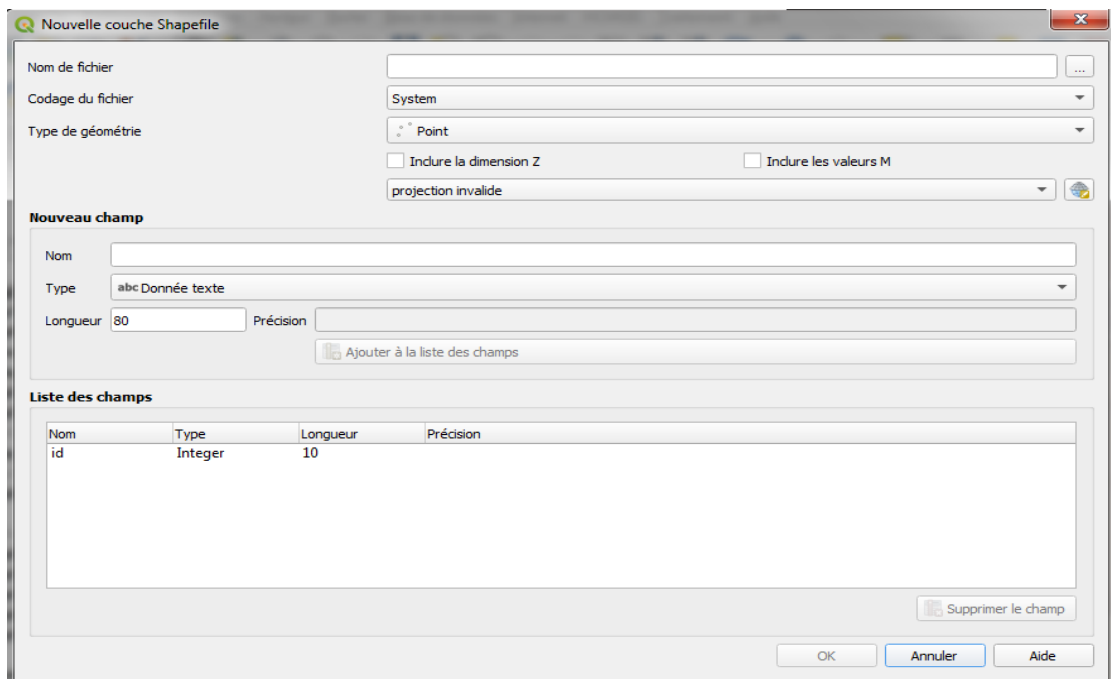 Nouvelle couche Shapefile
Nom de fichier
...
Codage du fichier
System
Type de géométrie
Point
Inclure la dimension Z
Inclure les valeurs M
projection invalide
Nouveau champ
Nom
Type
abc Donnée texte
Longueur 80 Précision
Ajouter à la liste des champs
Liste des champs
Nom Type Longueur Précision
id Integer 10
Supprimer le champ
OK Annuler Aide